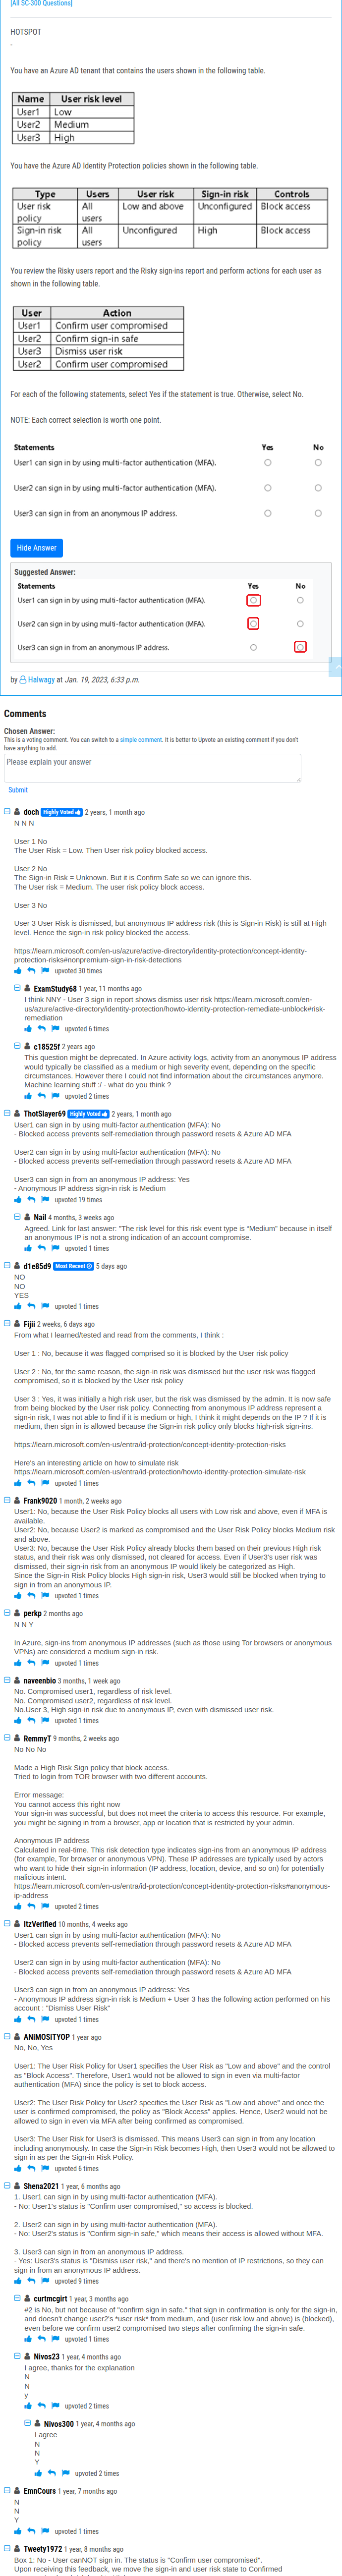 [All SC-300 Questions]
HOTSPOT
-
You have an Azure AD tenant that contains the users shown in the following table.
Name User risk level
User1 Low
User2 Medium
User3 High
You have the Azure AD Identity Protection policies shown in the following table.
Type Users User risk Sign-in risk Controls
User risk policy All users Low and above Unconfigured Block access
Sign-in risk policy All users Unconfigured High Block access
You review the Risky users report and the Risky sign-ins report and perform actions for each user as
shown in the following table.
User Action
User1 Confirm user compromised
User2 Confirm sign-in safe
User3 Dismiss user risk
User2 Confirm user compromised
For each of the following statements, select Yes if the statement is true. Otherwise, select No.
NOTE: Each correct selection is worth one point.
Statements Yes No
User1 can sign in by using multi-factor authentication (MFA).
User2 can sign in by using multi-factor authentication (MFA).
User3 can sign in from an anonymous IP address.
Hide Answer
Suggested Answer:
Statements Yes No
User1 can sign in by using multi-factor authentication (MFA).
User2 can sign in by using multi-factor authentication (MFA).
User3 can sign in from an anonymous IP address.
by Halwagy at Jan. 19, 2023, 6:33 p.m.
Comments
Chosen Answer:
This is a voting comment. You can switch to a simple comment. It is better to Upvote an existing comment if you don't
have anything to add.
Please explain your answer
Submit
doch Highly Voted 2 years, 1 month ago
N N N
User 1 No
The User Risk = Low. Then User risk policy blocked access.
User 2 No
The Sign-in Risk = Unknown. But it is Confirm Safe so we can ignore this.
The User risk = Medium. The user risk policy block access.
User 3 No
User 3 User Risk is dismissed, but anonymous IP address risk (this is Sign-in Risk) is still at High
level. Hence the sign-in risk policy blocked the access.
https://learn.microsoft.com/en-us/azure/active-directory/identity-protection/concept-identity-
protection-risks#nonpremium-sign-in-risk-detections
upvoted 30 times
ExamStudy68 1 year, 11 months ago
I think NNY - User 3 sign in report shows dismiss user risk https://learn.microsoft.com/en-
us/azure/active-directory/identity-protection/howto-identity-protection-remediate-unblock#risk-
remediation
upvoted 6 times
c18525f 2 years ago
This question might be deprecated. In Azure activity logs, activity from an anonymous IP address
would typically be classified as a medium or high severity event, depending on the specific
circumstances. However there I could not find information about the circumstances anymore.
Machine learning stuff :/ - what do you think ?
upvoted 2 times
ThotSlayer69 Highly Voted 2 years, 1 month ago
User1 can sign in by using multi-factor authentication (MFA): No
- Blocked access prevents self-remediation through password resets & Azure AD MFA
User2 can sign in by using multi-factor authentication (MFA): No
- Blocked access prevents self-remediation through password resets & Azure AD MFA
User3 can sign in from an anonymous IP address: Yes
- Anonymous IP address sign-in risk is Medium
upvoted 19 times
Nail 4 months, 3 weeks ago
Agreed. Link for last answer: "The risk level for this risk event type is “Medium” because in itself
an anonymous IP is not a strong indication of an account compromise.
upvoted 1 times
d1e85d9 Most Recent 5 days ago
NO
NO
YES
upvoted 1 times
Fijii 2 weeks, 6 days ago
From what I learned/tested and read from the comments, I think :
User 1 : No, because it was flagged comprised so it is blocked by the User risk policy
User 2 : No, for the same reason, the sign-in risk was dismissed but the user risk was flagged
compromised, so it is blocked by the User risk policy
User 3 : Yes, it was initially a high risk user, but the risk was dismissed by the admin. It is now safe
from being blocked by the User risk policy. Connecting from anonymous IP address represent a
sign-in risk, I was not able to find if it is medium or high, I think it might depends on the IP ? If it is
medium, then sign in is allowed because the Sign-in risk policy only blocks high-risk sign-ins.
https://learn.microsoft.com/en-us/entra/id-protection/concept-identity-protection-risks
Here's an interesting article on how to simulate risk
https://learn.microsoft.com/en-us/entra/id-protection/howto-identity-protection-simulate-risk
upvoted 1 times
Frank9020 1 month, 2 weeks ago
User1: No, because the User Risk Policy blocks all users with Low risk and above, even if MFA is
available.
User2: No, because User2 is marked as compromised and the User Risk Policy blocks Medium risk
and above.
User3: No, because the User Risk Policy already blocks them based on their previous High risk
status, and their risk was only dismissed, not cleared for access. Even if User3's user risk was
dismissed, their sign-in risk from an anonymous IP would likely be categorized as High.
Since the Sign-in Risk Policy blocks High sign-in risk, User3 would still be blocked when trying to
sign in from an anonymous IP.
upvoted 1 times
perkp 2 months ago
N N Y
In Azure, sign-ins from anonymous IP addresses (such as those using Tor browsers or anonymous
VPNs) are considered a medium sign-in risk.
upvoted 1 times
naveenbio 3 months, 1 week ago
No. Compromised user1, regardless of risk level.
No. Compromised user2, regardless of risk level.
No.User 3, High sign-in risk due to anonymous IP, even with dismissed user risk.
upvoted 1 times
RemmyT 9 months, 2 weeks ago
No No No
Made a High Risk Sign policy that block access.
Tried to login from TOR browser with two different accounts.
Error message:
You cannot access this right now
Your sign-in was successful, but does not meet the criteria to access this resource. For example,
you might be signing in from a browser, app or location that is restricted by your admin.
Anonymous IP address
Calculated in real-time. This risk detection type indicates sign-ins from an anonymous IP address
(for example, Tor browser or anonymous VPN). These IP addresses are typically used by actors
who want to hide their sign-in information (IP address, location, device, and so on) for potentially
malicious intent.
https://learn.microsoft.com/en-us/entra/id-protection/concept-identity-protection-risks#anonymous-
ip-address
upvoted 2 times
ItzVerified 10 months, 4 weeks ago
User1 can sign in by using multi-factor authentication (MFA): No
- Blocked access prevents self-remediation through password resets & Azure AD MFA
User2 can sign in by using multi-factor authentication (MFA): No
- Blocked access prevents self-remediation through password resets & Azure AD MFA
User3 can sign in from an anonymous IP address: Yes
- Anonymous IP address sign-in risk is Medium + User 3 has the following action performed on his
account : "Dismiss User Risk"
upvoted 1 times
ANiMOSiTYOP 1 year ago
No, No, Yes
User1: The User Risk Policy for User1 specifies the User Risk as "Low and above" and the control
as "Block Access". Therefore, User1 would not be allowed to sign in even via multi-factor
authentication (MFA) since the policy is set to block access.
User2: The User Risk Policy for User2 specifies the User Risk as "Low and above" and once the
user is confirmed compromised, the policy as "Block Access" applies. Hence, User2 would not be
allowed to sign in even via MFA after being confirmed as compromised.
User3: The User Risk for User3 is dismissed. This means User3 can sign in from any location
including anonymously. In case the Sign-in Risk becomes High, then User3 would not be allowed to
sign in as per the Sign-in Risk Policy.
upvoted 6 times
Shena2021 1 year, 6 months ago
1. User1 can sign in by using multi-factor authentication (MFA).
- No: User1's status is "Confirm user compromised," so access is blocked.
2. User2 can sign in by using multi-factor authentication (MFA).
- No: User2's status is "Confirm sign-in safe," which means their access is allowed without MFA.
3. User3 can sign in from an anonymous IP address.
- Yes: User3's status is "Dismiss user risk," and there's no mention of IP restrictions, so they can
sign in from an anonymous IP address.
upvoted 9 times
curtmcgirt 1 year, 3 months ago
#2 is No, but not because of "confirm sign in safe." that sign in confirmation is only for the sign-in,
and doesn't change user2's *user risk* from medium, and (user risk low and above) is (blocked),
even before we confirm user2 compromised two steps after confirming the sign-in safe.
upvoted 1 times
Nivos23 1 year, 4 months ago
I agree, thanks for the explanation
N
N
y
upvoted 2 times
Nivos300 1 year, 4 months ago
I agree
N
N
Y
upvoted 2 times
EmnCours 1 year, 7 months ago
N
N
Y
upvoted 1 times
Tweety1972 1 year, 8 months ago
Box 1: No - User canNOT sign in. The status is "Confirm user compromised".
Upon receiving this feedback, we move the sign-in and user risk state to Confirmed